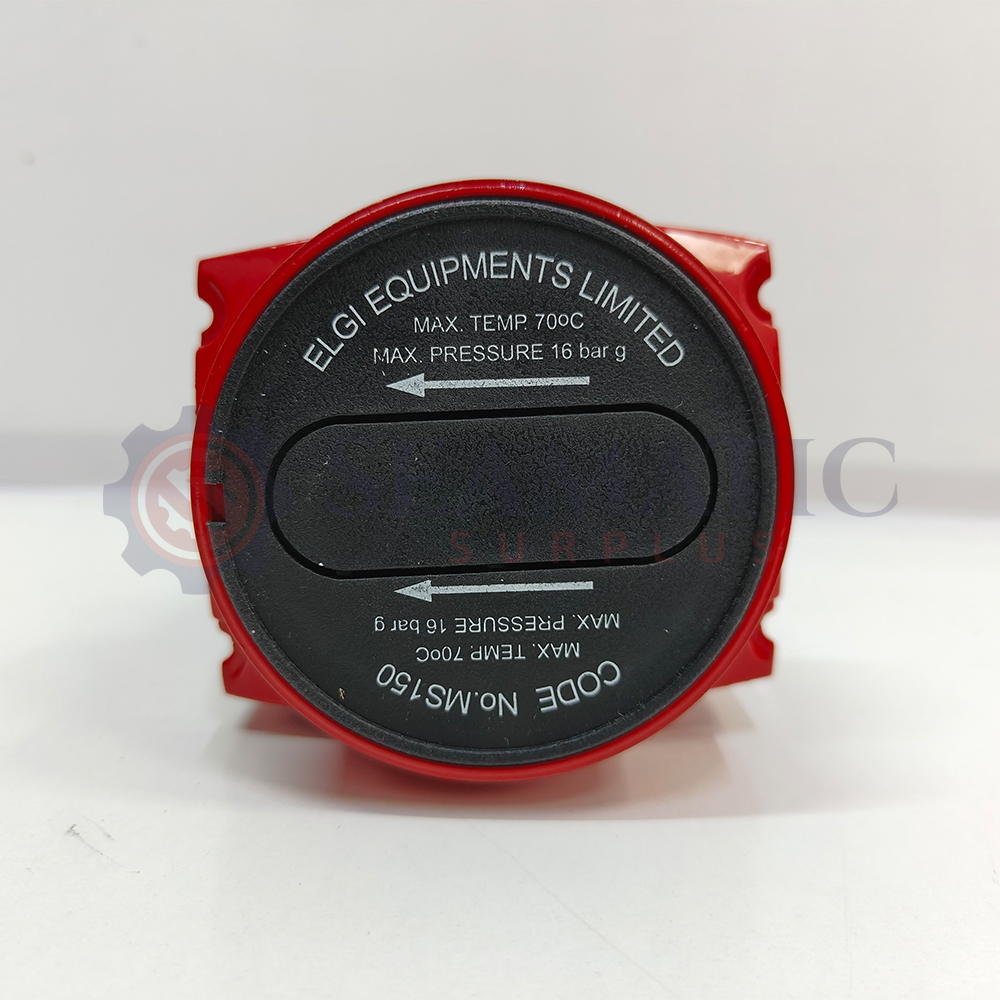 ELGI EQUIPMENTS LIMITED
MAX. TEMP. 70ºC
MAX. PRESSURE 16 bar g
SURPLUS
MAX. PRESSURE 16 bar g
MAX. TEMP. 70ºC
CODE No.MS150